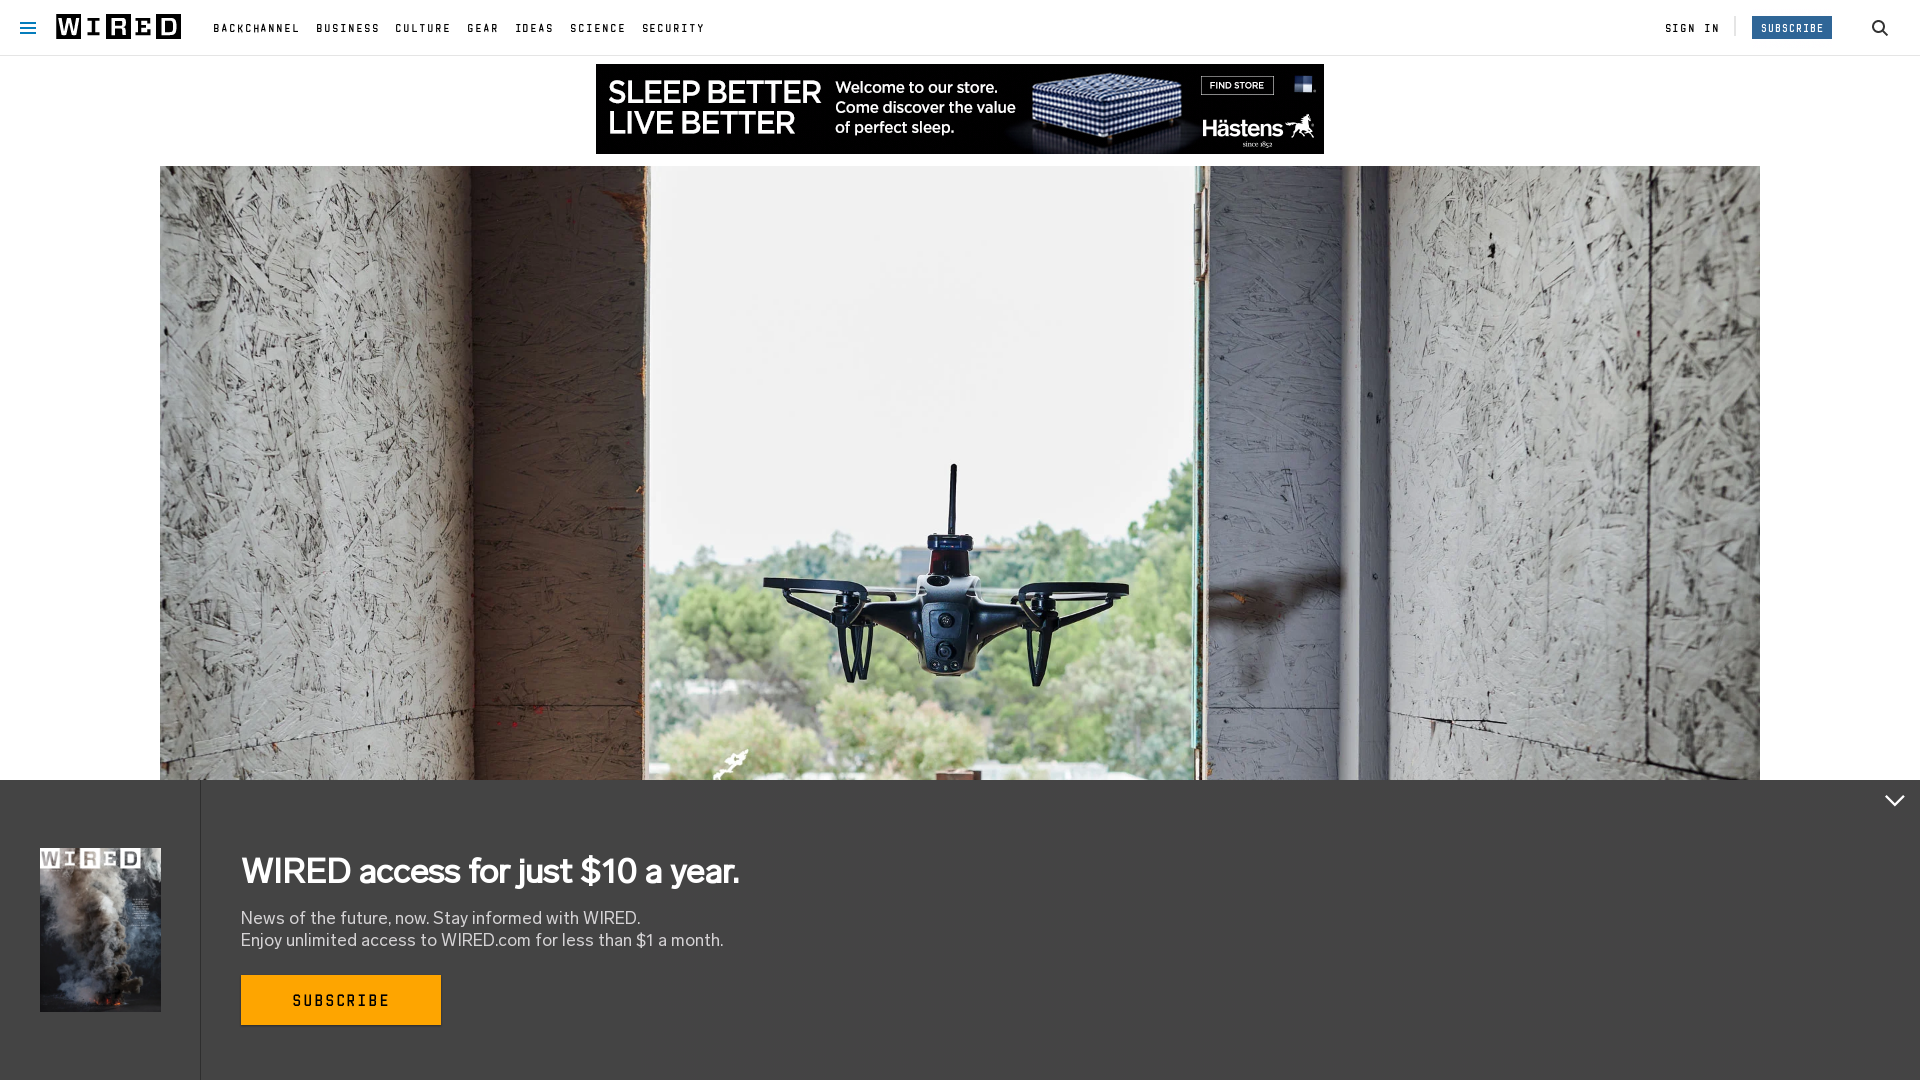 WIRED
BACKCHANNEL BUSINESS CULTURE GEAR IDEAS SCIENCE SECURITY
SIGN IN
SUBSCRIBE
SLEEP BETTER
LIVE BETTER
Welcome to our store.
Come discover the value
of perfect sleep.
FIND STORE
Hästens
since 1852
WIRED
WIRED access for just $10 a year.
News of the future, now. Stay informed with WIRED.
Enjoy unlimited access to WIRED.com for less than $1 a month.
SUBSCRIBE